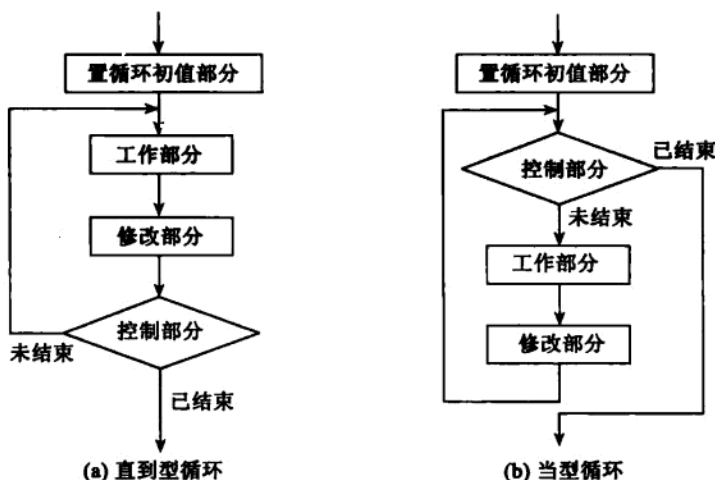 置循环初值部分
工作部分
修改部分
控制部分
未结束
已结束
(a) 直到型循环
置循环初值部分
控制部分
已结束
未结束
工作部分
修改部分
(b) 当型循环